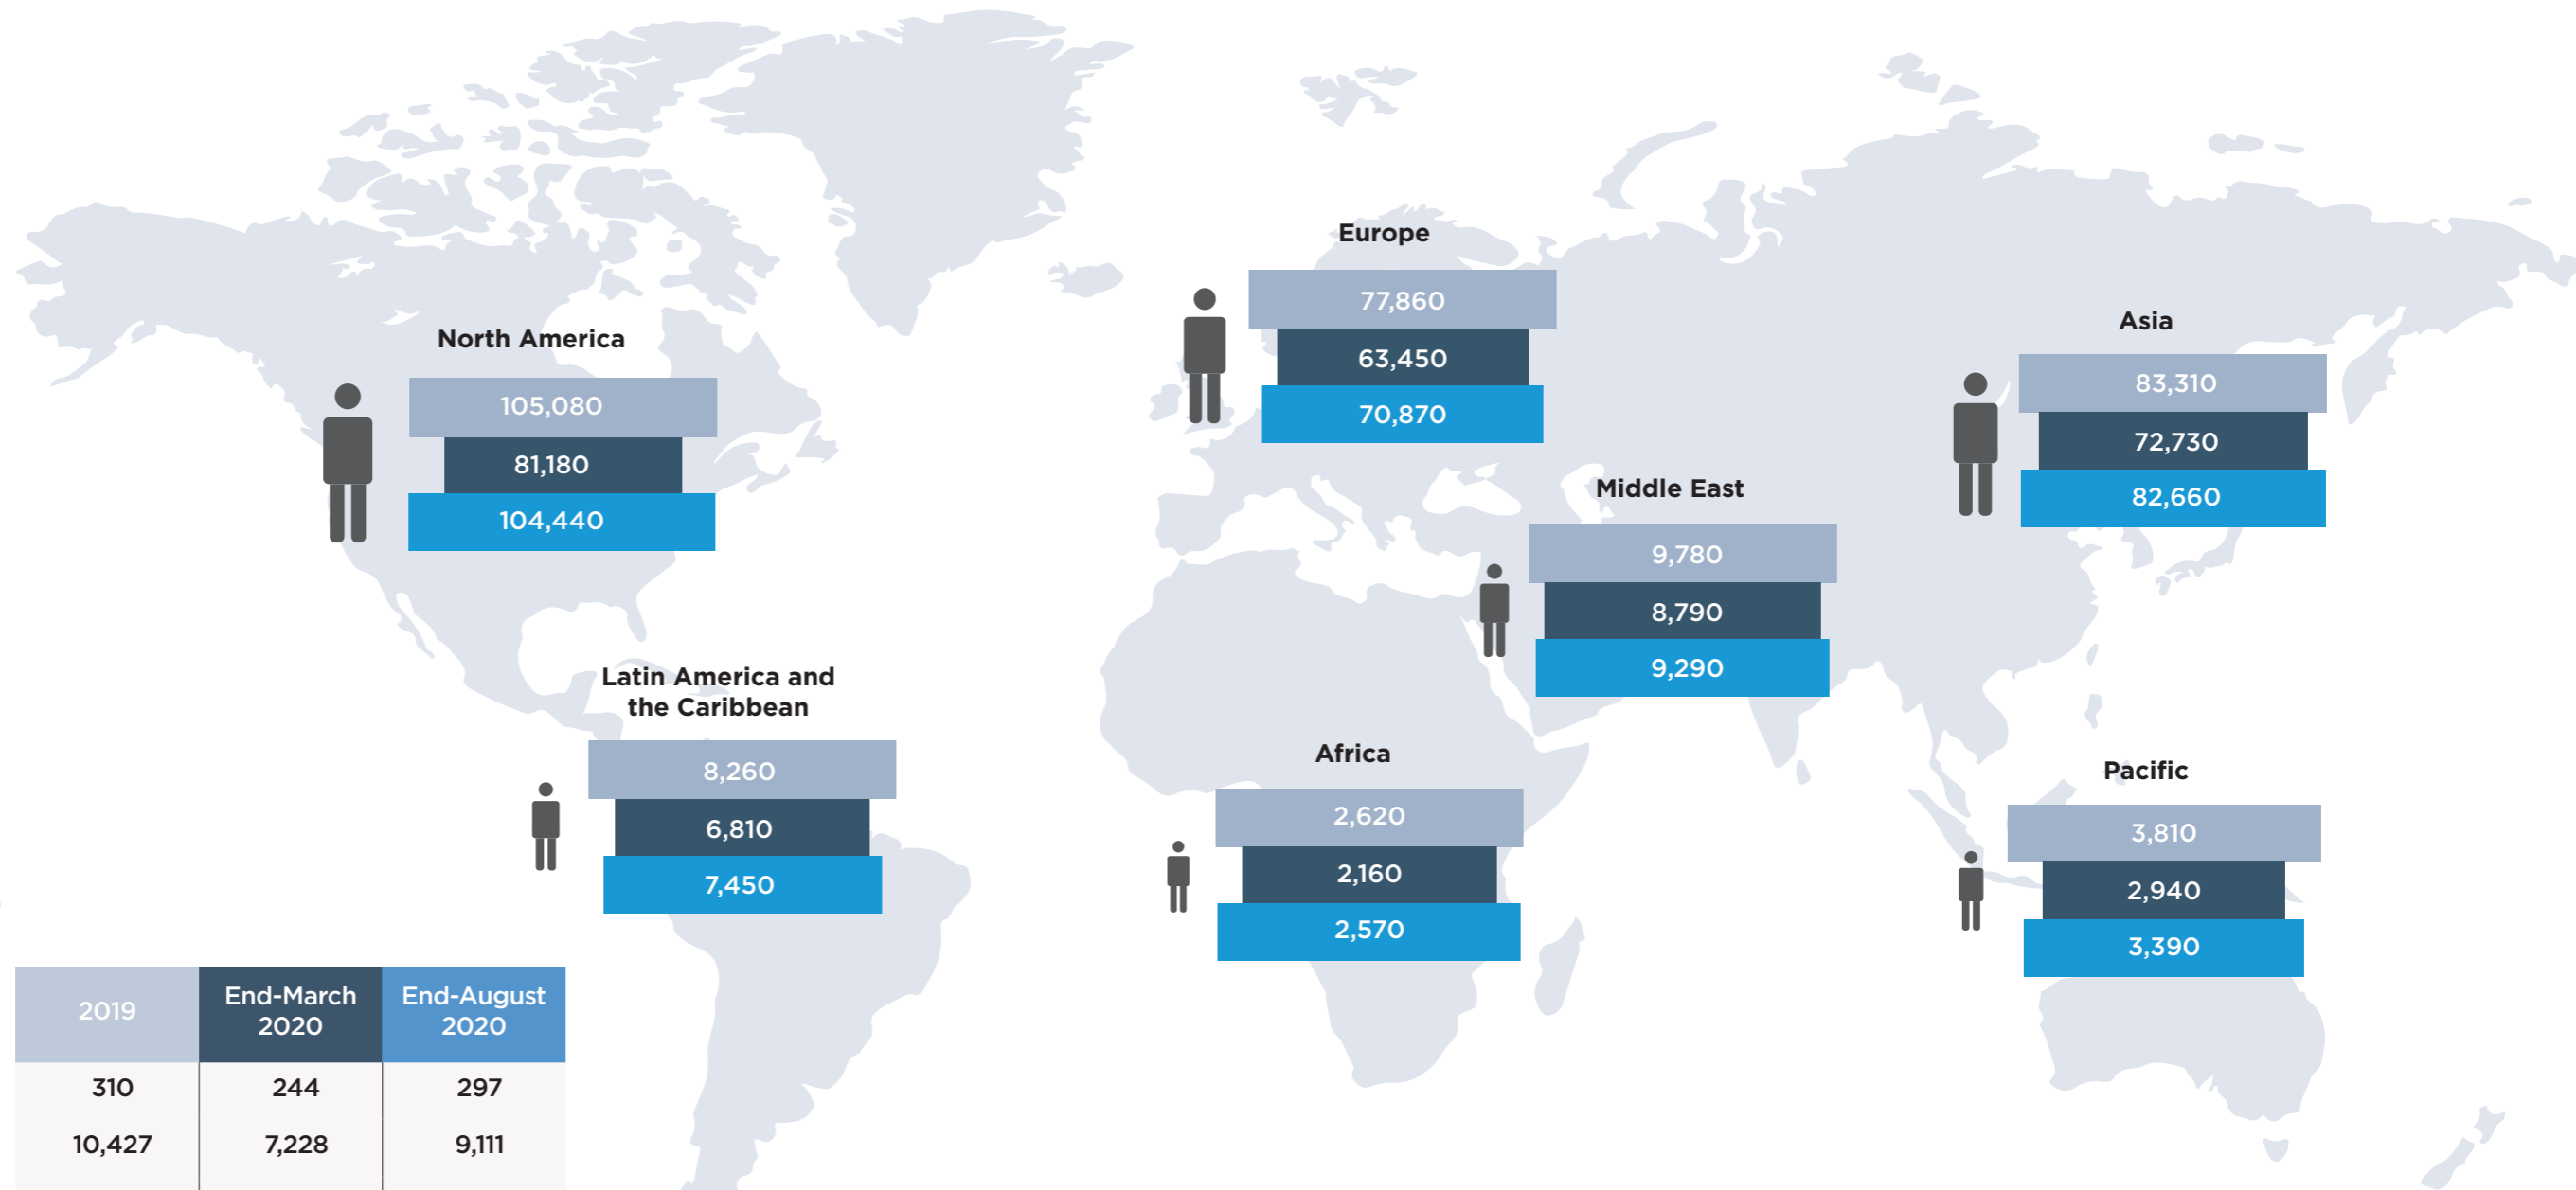 Europe
77,860
63,450
70,870
Asia
83,310
72,730
82,660
North America
105,080
81,180
104,440
Middle East
9,780
8,790
9,290
Latin America and
the Caribbean
8,260
6,810
7,450
Africa
2,620
2,160
2,570
Pacific
3,810
2,940
3,390
2019
End-March
2020
End-August
2020
310 244 297
10,427 7,228 9,111